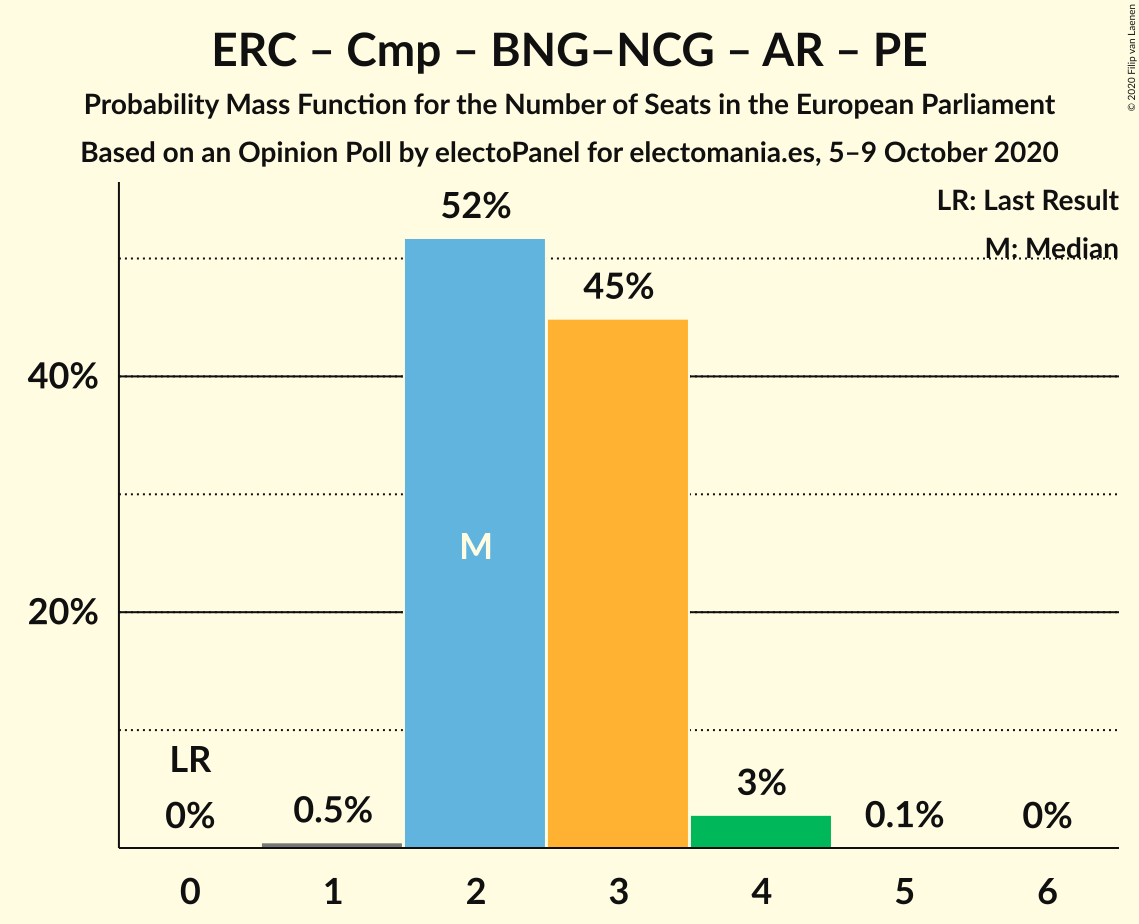 ERC – Cmp – BNG–NCG – AR – PE
Probability Mass Function for the Number of Seats in the European Parliament
Based on an Opinion Poll by electoPanel for electomania.es, 5–9 October 2020
© 2020 Filip van Laenen
LR: Last Result
M: Median
52%
45%
40%
M
20%
LR
0%
0.5%
3%
0.1%
0%
0 1 2 3 4 5 6